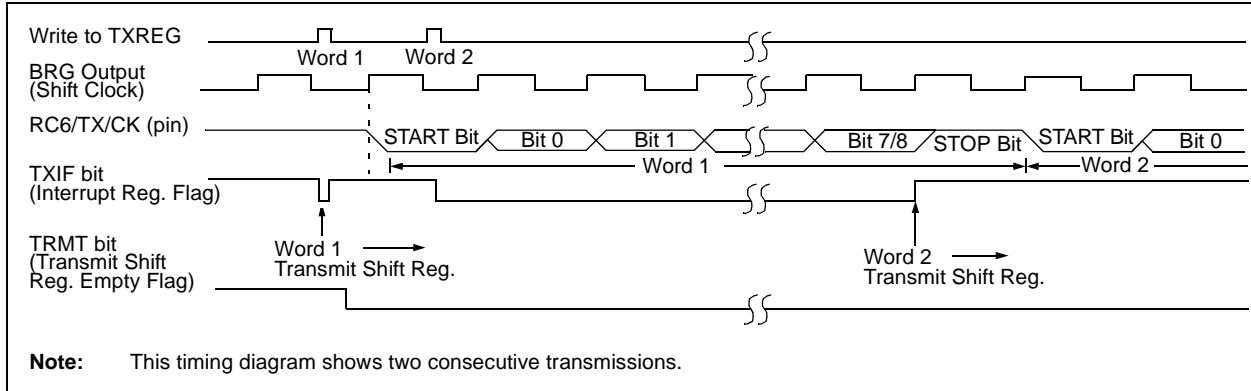 Write to TXREG
Word 1
Word 2
BRG Output
(Shift Clock)
RC6/TX/CK (pin)
START Bit
Bit 0
Bit 1
Bit 7/8
STOP Bit
START Bit
Bit 0
Word 1
Word 2
TXIF bit
(Interrupt Reg. Flag)
Word 1
Transmit Shift Reg.
Word 2
Transmit Shift Reg.
TRMT bit
(Transmit Shift
Reg. Empty Flag)
Note: This timing diagram shows two consecutive transmissions.